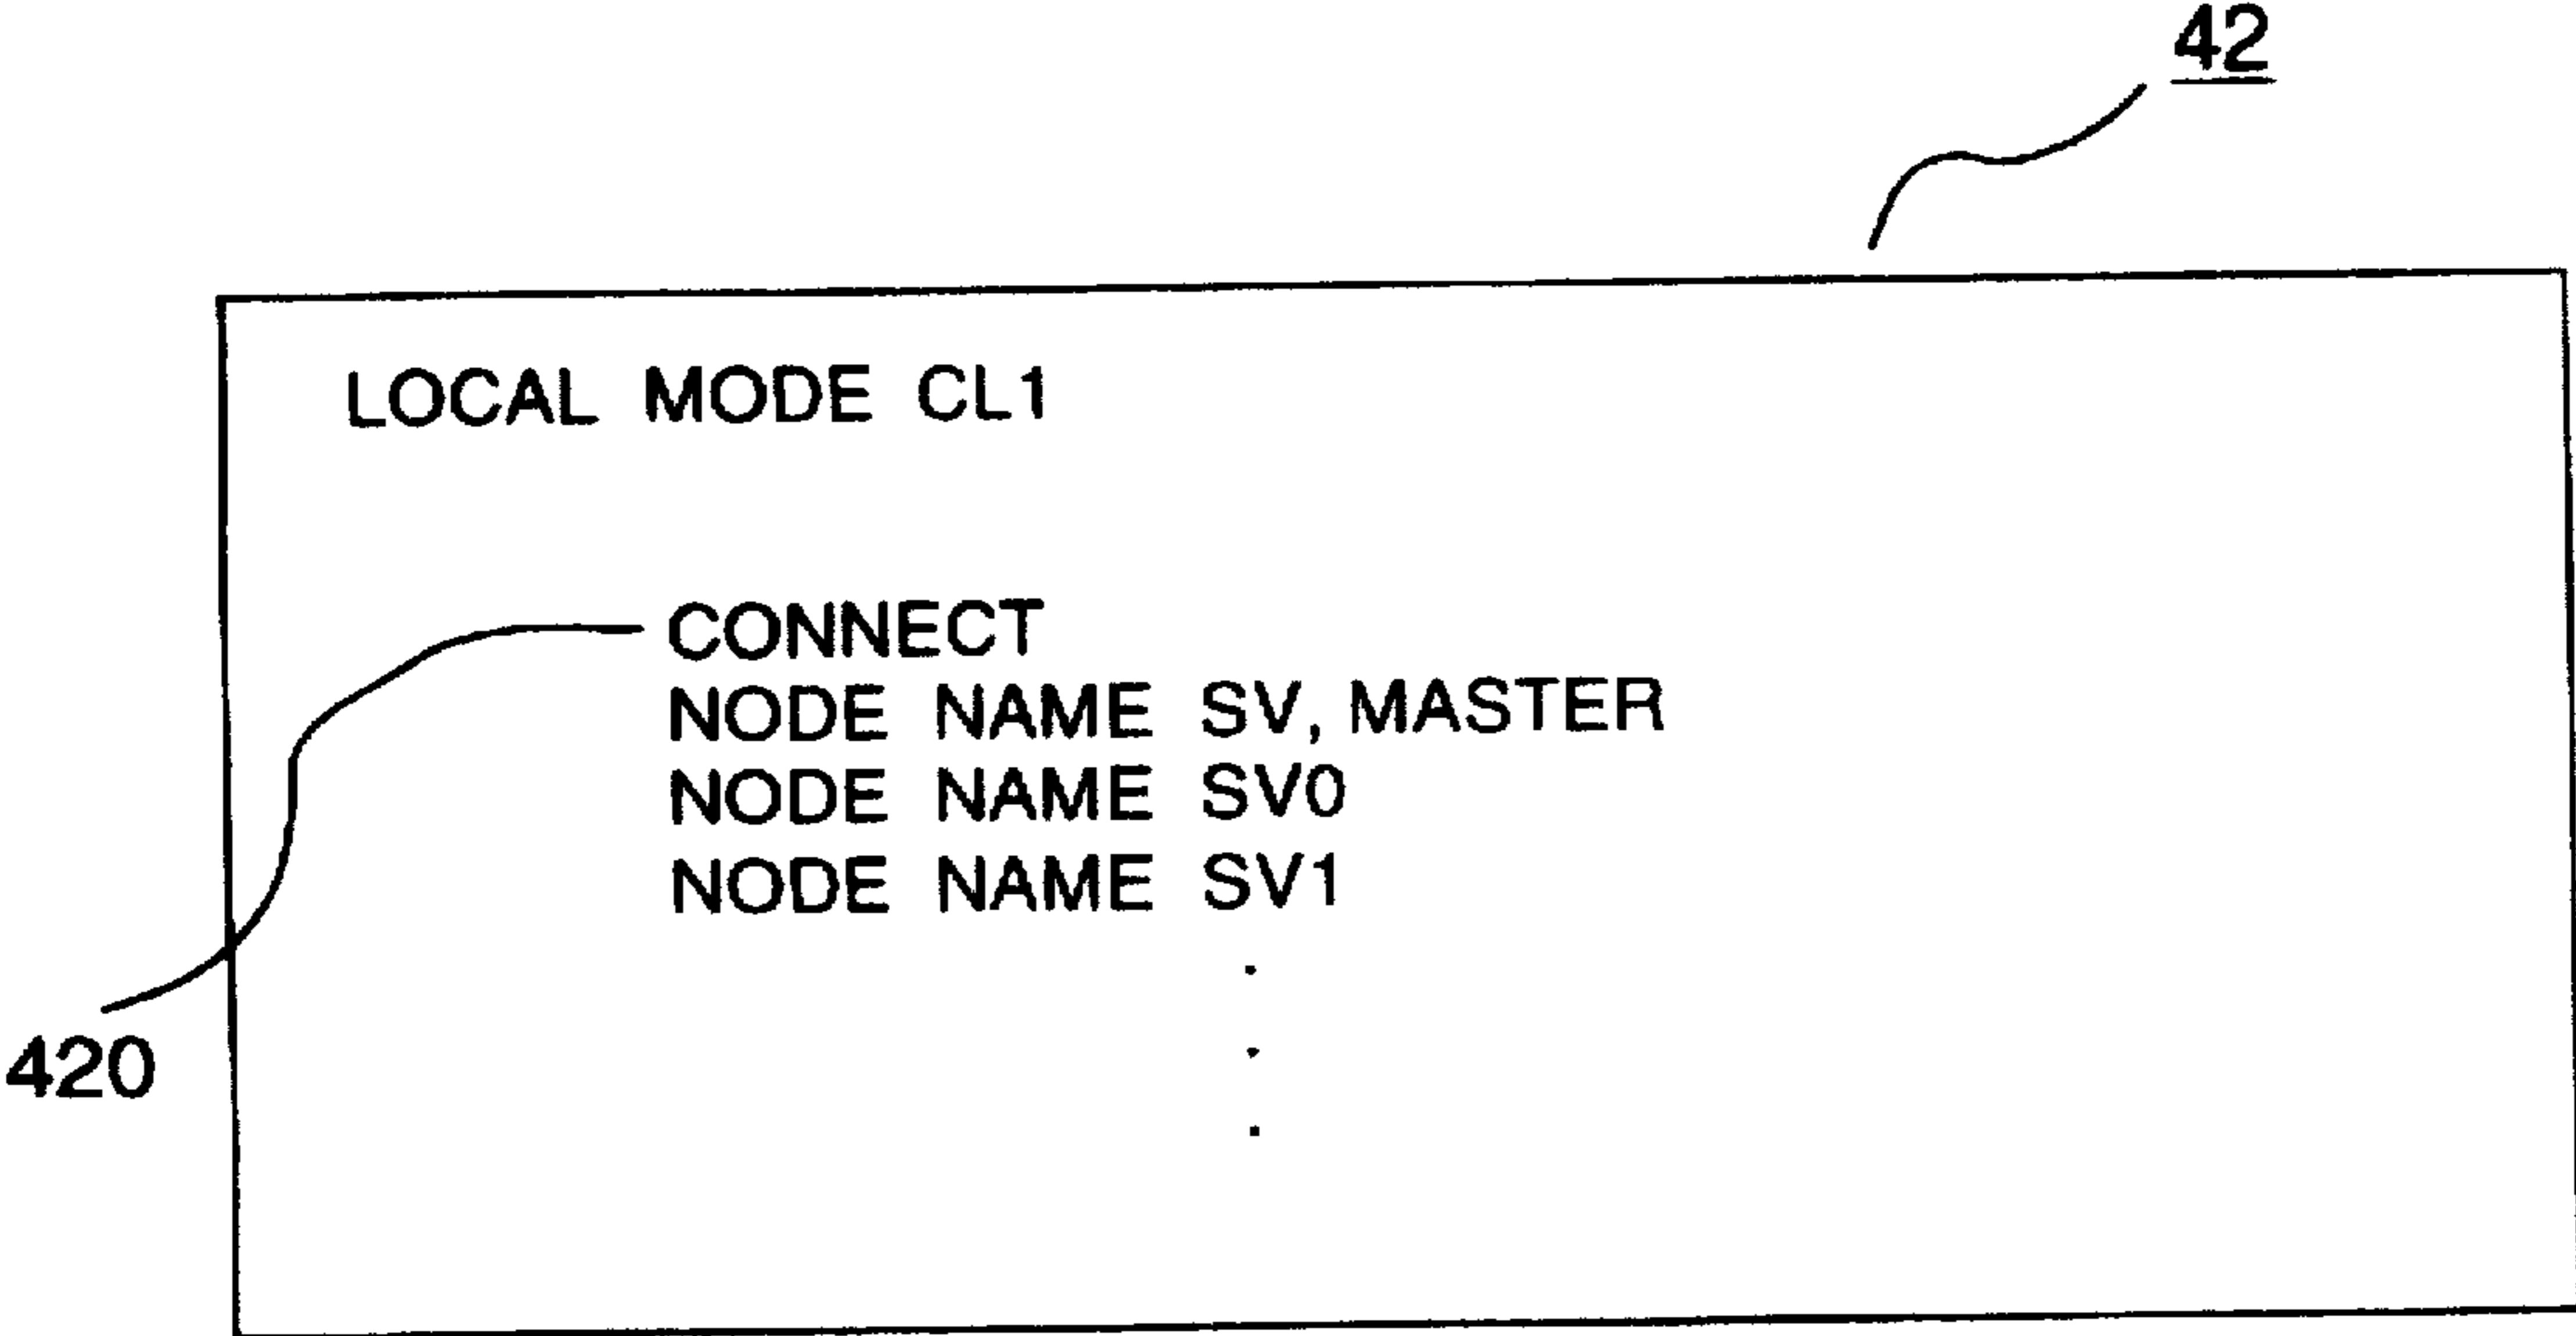 42
LOCAL MODE CL1
CONNECT
NODE NAME SV, MASTER
NODE NAME SV0
NODE NAME SV1
.
.
.
420